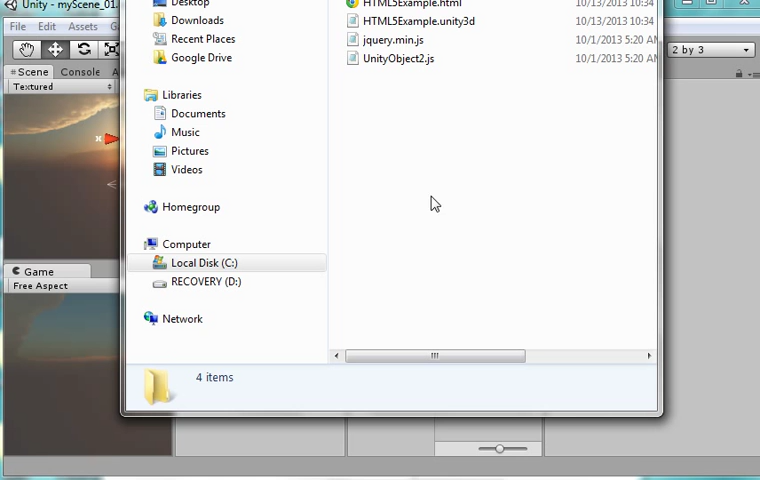 Unity - myScene_01.
Desktop
HTML5Example.html
10/13/2013 10:34
File Edit Assets Ga
Downloads
HTML5Example.unity3d
10/13/2013 10:34
Recent Places
jquery.min.js
10/1/2013 5:20 AM
2 by 3
Google Drive
UnityObject2.js
10/1/2013 5:20 AM
Scene Console A
Textured
Libraries
Documents
Music
Pictures
Videos
Homegroup
Computer
Local Disk (C:)
Game
RECOVERY (D:)
Free Aspect
Network
4 items